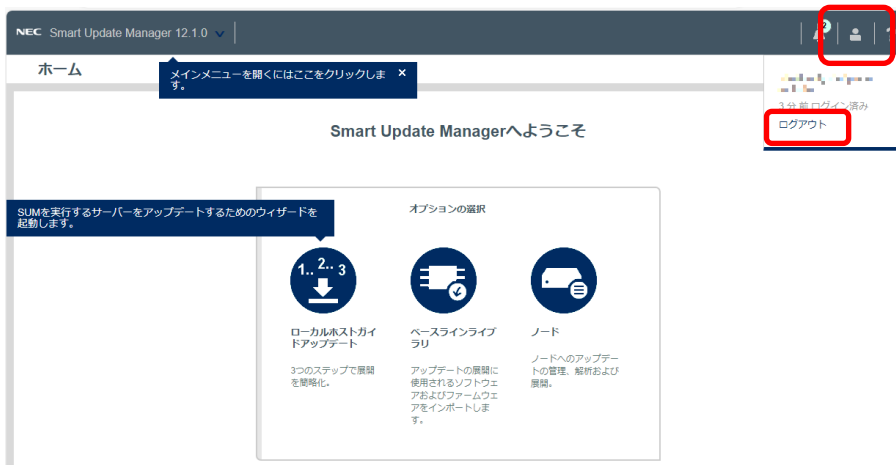 NEC Smart Update Manager 12.1.0
2
?
ホーム
メインメニューを開くにはここをクリックしま
す。
×
3 分 前 ログイン済み
ログアウト
Smart Update Managerへようこそ
SUMを実行するサーバーをアップデートするためのウィザードを
起動します。
オプションの選択
1.. 2.. 3
ローカルホストガイ
ドアップデート
3つのステップで展開
を簡略化。
ベースラインライブ
ラリ
アップデートの展開に
使用されるソフトウェ
アおよびファームウェ
アをインポートしま
す。
ノード
ノードへのアップデー
トの管理、解析および
展開。